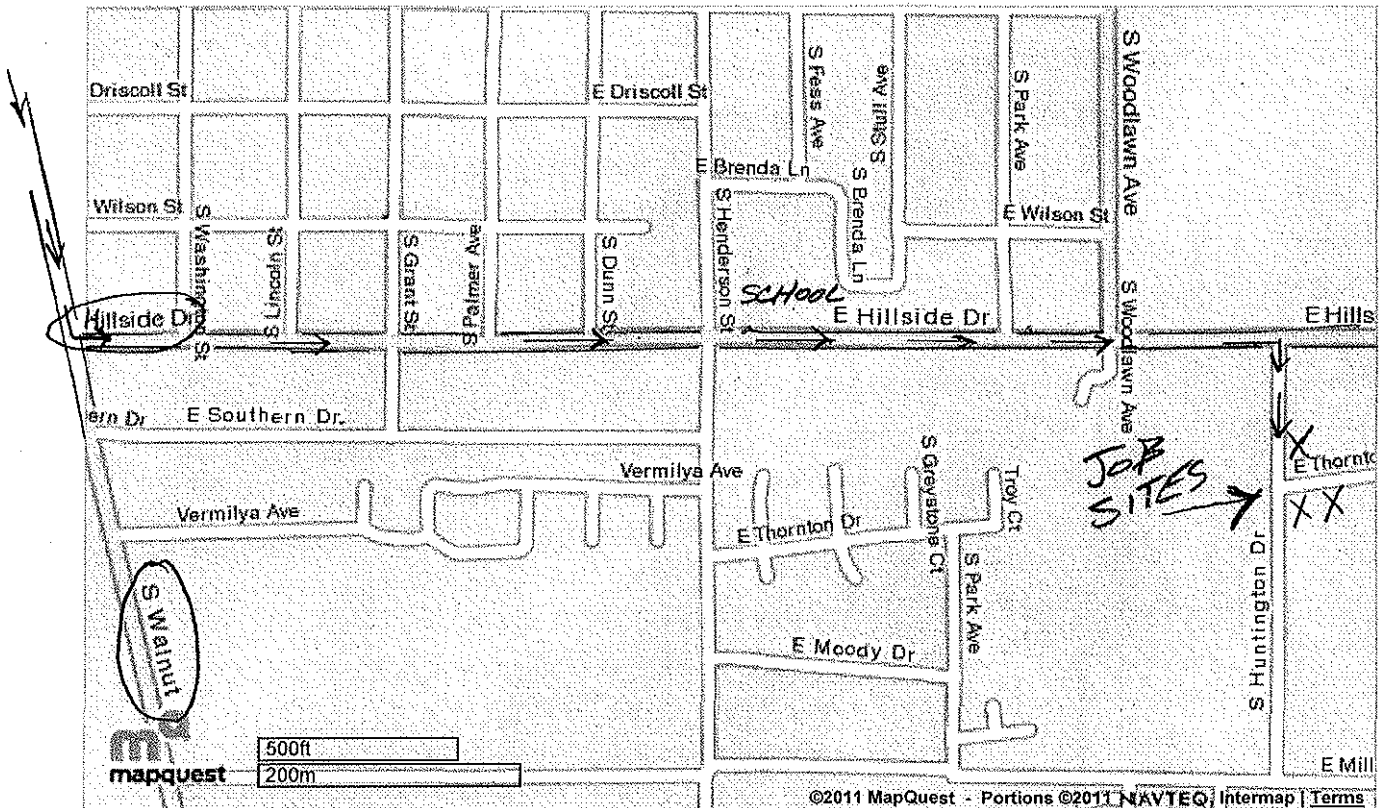 Driscoll St
E Driscoll St
S Fess Ave
S Stull Ave
S Park Ave
S Woodlawn Ave
E Brenda Ln
S Brenda Ln
Wilson St
S Washington St
S Lincoln St
S Grant St
S Palmer Ave
S Dunn St
S Henderson St
E Wilson St
S Woodlawn Ave
SCHOOL
Hillside Dr
E Hillside Dr
E Hills
ern Dr
E Southern Dr
Vermilya Ave
Vermilya Ave
S Greystone Ct
Troy Ct
JOB
SITES
X
E Thornto
X X
E Thornton Dr
S Park Ave
S Huntington Dr
S Walnut
E Moody Dr
m
mapquest
500ft
200m
E Mill
©2011 MapQuest - Portions ©2011 NAVTEQ, Intermap | Terms